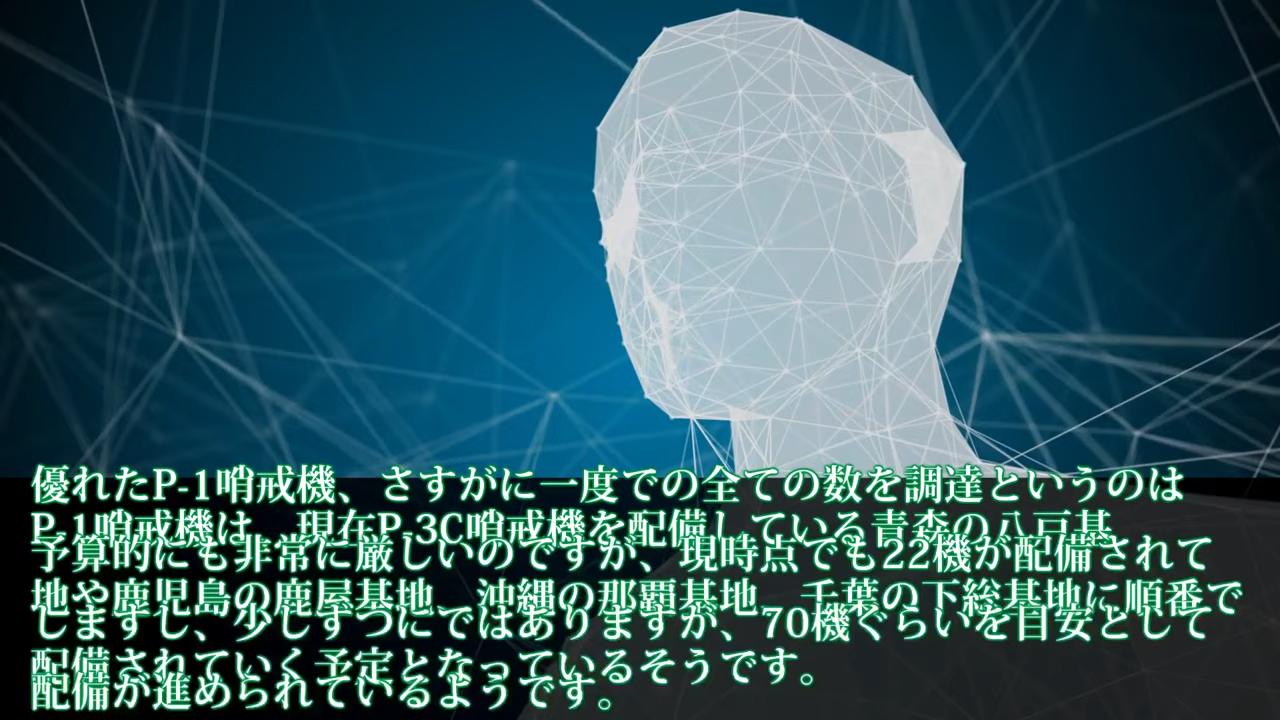 優れたP-1哨戒機、さすがに一度での全ての数を調達というのは
P-1哨戒機は、現在P-3C哨戒機を配備している青森の八戸基
予算的にも非常に厳しいのですが、現時点でも22機が配備されて
地や鹿児島の鹿屋基地、沖縄の那覇基地、千葉の下総基地に順番で
しますし、少しずつにではありますが、70機ぐらいを目安として
配備されていく予定となっているそうです。
配備が進められているようです。